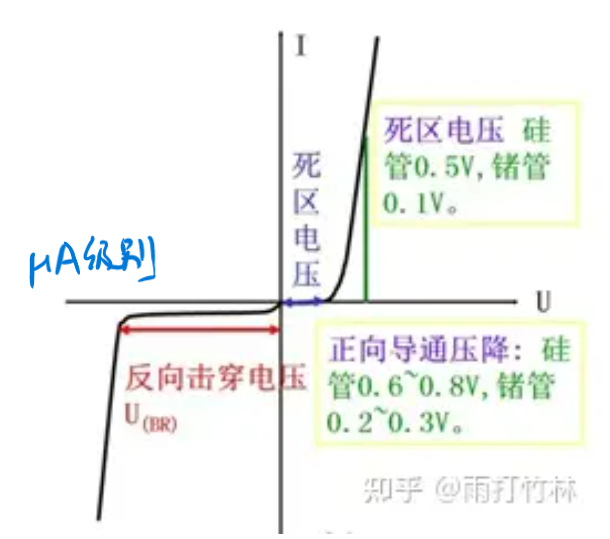 I
死区电压 硅
管0.5V,锗管
0.1V。
死
区
电
压
μA级别
U
正向导通压降: 硅
管0.6~0.8V,锗管
0.2~0.3V。
反向击穿电压
U(BR)
知乎 @雨打竹林